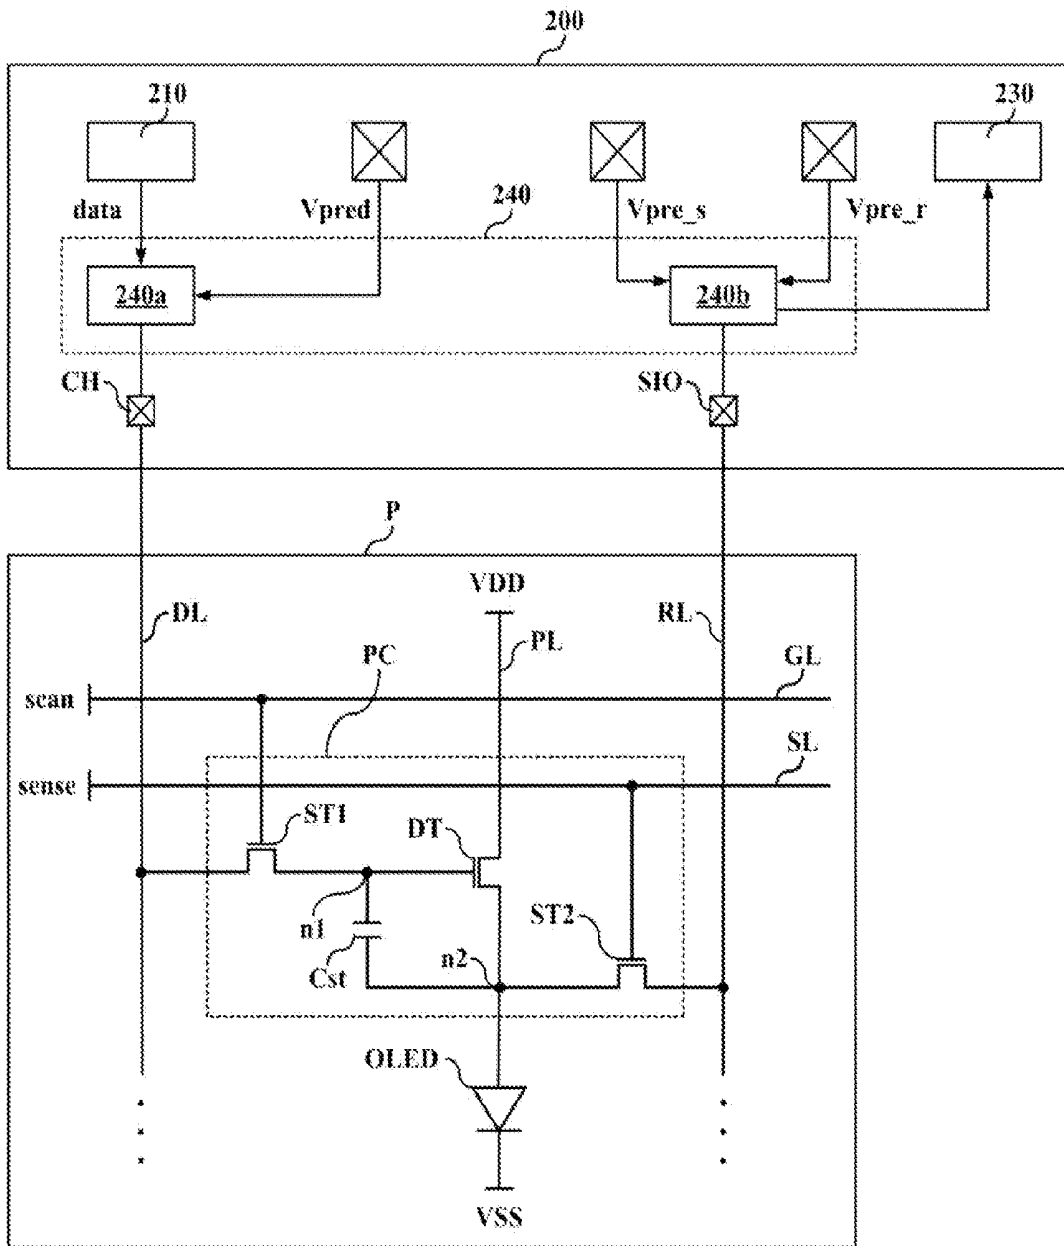 200
210
230
data
Vpred
240
Vpre_s
Vpre_r
240a
240b
CH
SIO
P
VDD
DL
RL
PL
PC
GL
scan
SL
sense
ST1
DT
ST2
n1
n2
Cst
OLED
VSS